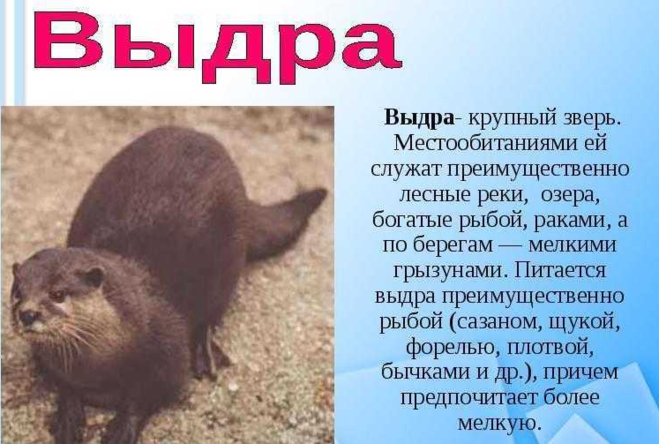 Выдра
Выдра- крупный зверь.
Местообитаниями ей
служат преимущественно
лесные реки, озера,
богатые рыбой, раками, а
по берегам — мелкими
грызунами. Питается
выдра преимущественно
рыбой (сазаном, щукой,
форелью, плотвой,
бычками и др.), причем
предпочитает более
мелкую.